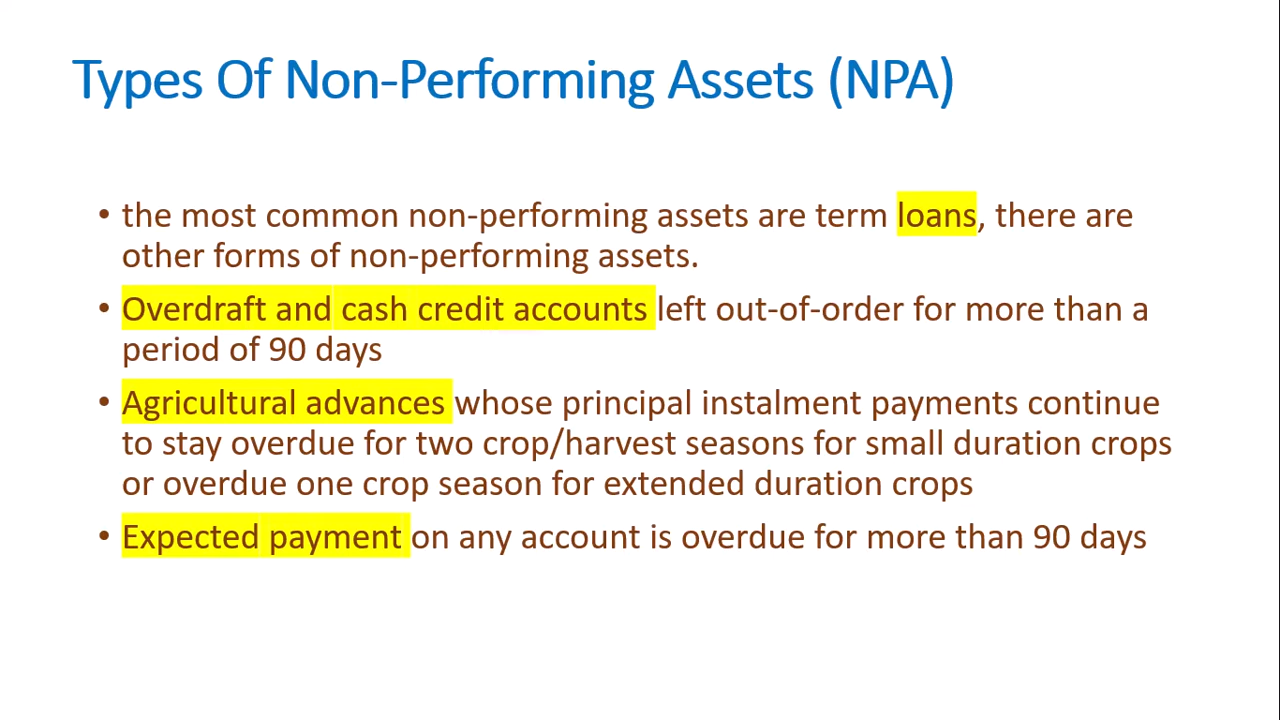 Types Of Non-Performing Assets (NPA)
• the most common non-performing assets are term loans, there are
other forms of non-performing assets.
• Overdraft and cash credit accounts left out-of-order for more than a
period of 90 days
• Agricultural advances whose principal instalment payments continue
to stay overdue for two crop/harvest seasons for small duration crops
or overdue one crop season for extended duration crops
• Expected payment on any account is overdue for more than 90 days